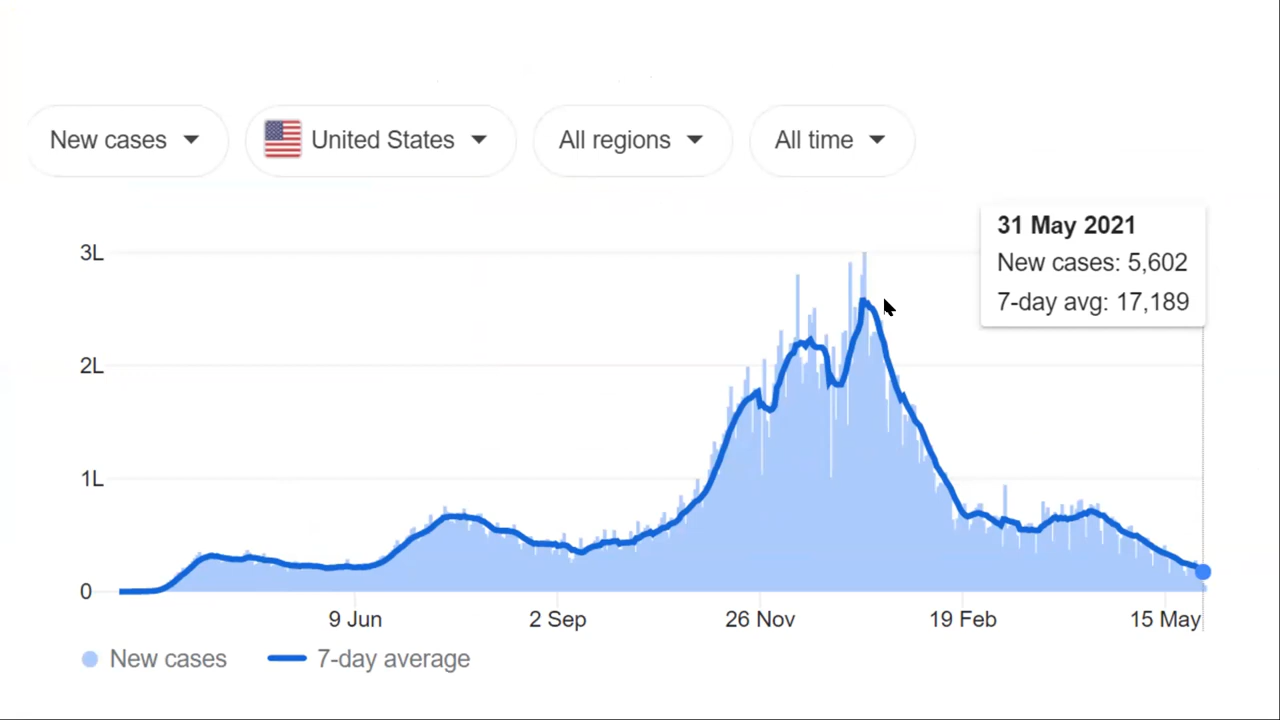 New cases
United States
All regions
All time
31 May 2021
New cases: 5,602
7-day avg: 17,189
3L
2L
1L
0
9 Jun
2 Sep
26 Nov
19 Feb
15 May
New cases
7-day average